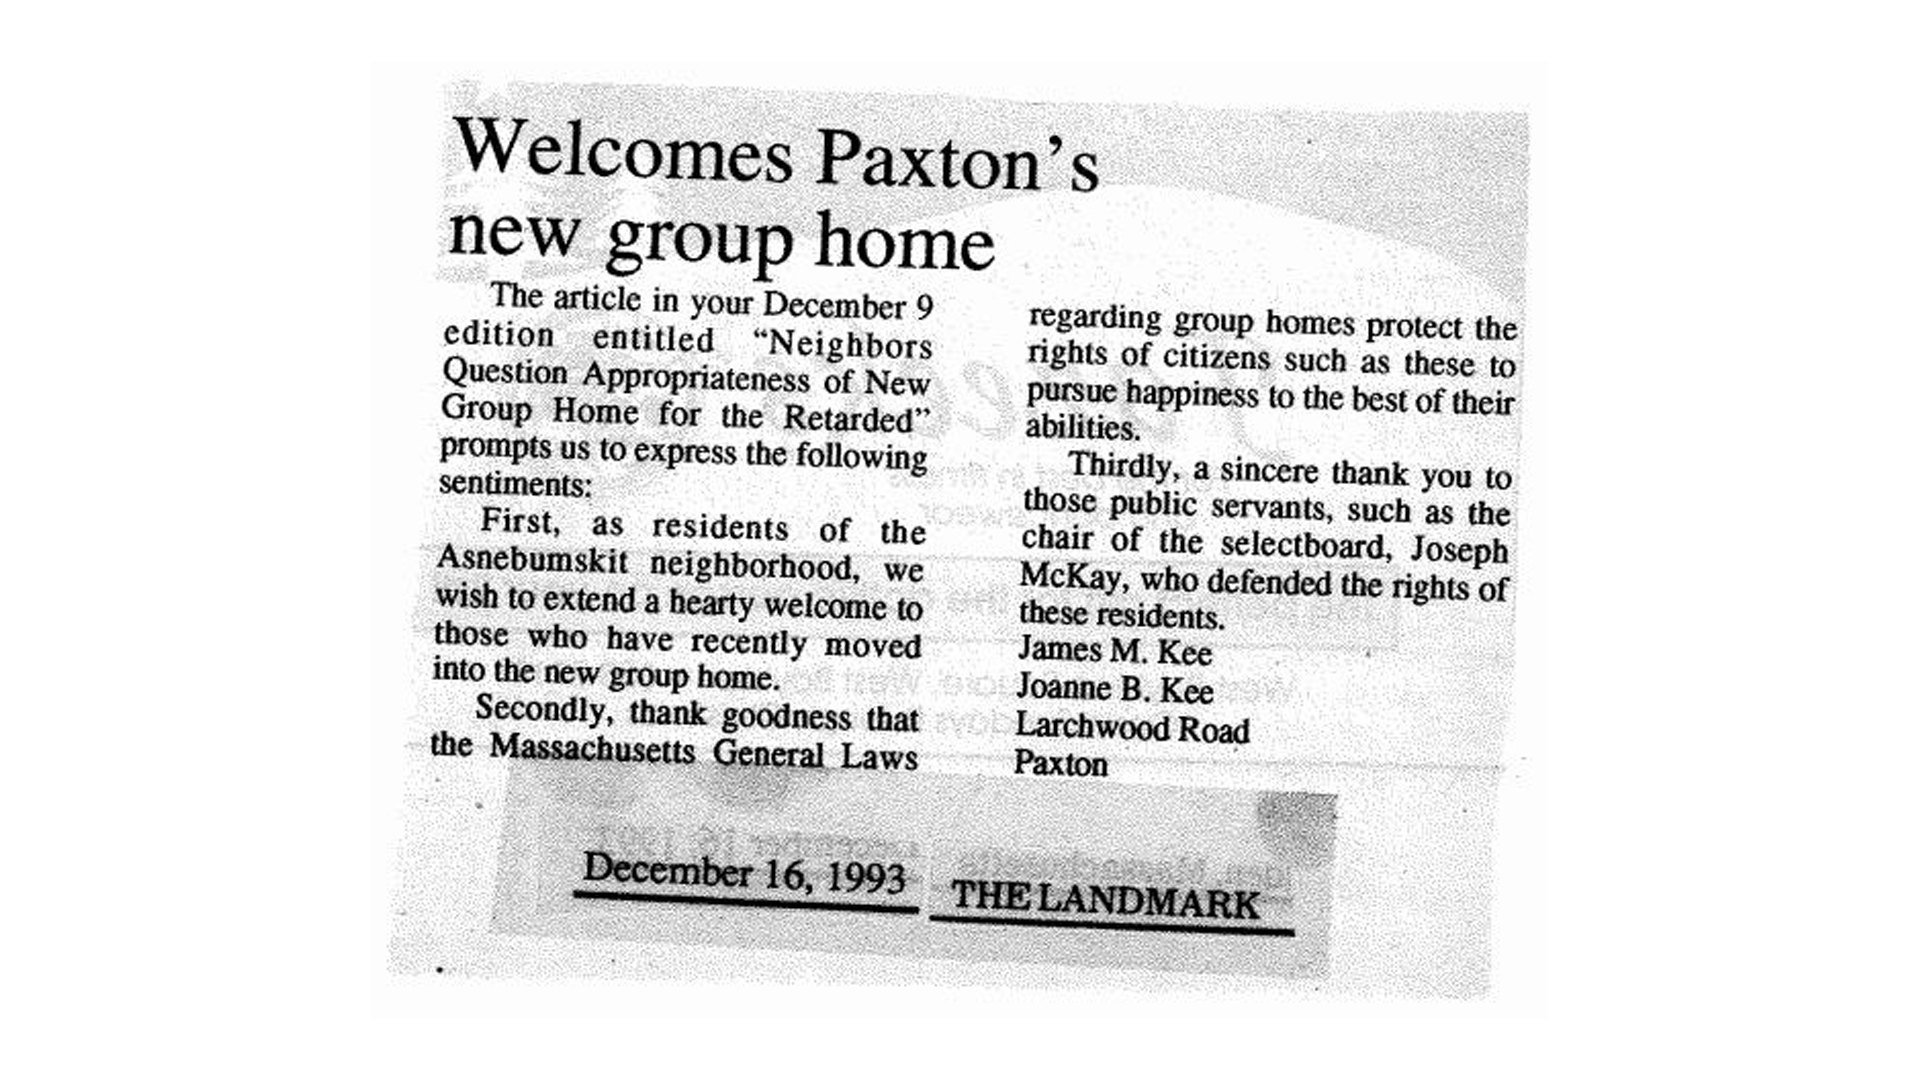 Welcomes Paxton's
new group home
The article in your December 9
edition entitled "Neighbors
Question Appropriateness of New
Group Home for the Retarded"
prompts us to express the following
sentiments:
First, as residents of the
Asnebumskit neighborhood, we
wish to extend a hearty welcome to
those who have recently moved
into the new group home.
Secondly, thank goodness that
the Massachusetts General Laws
regarding group homes protect the
rights of citizens such as these to
pursue happiness to the best of their
abilities.
Thirdly, a sincere thank you to
those public servants, such as the
chair of the selectboard, Joseph
McKay, who defended the rights of
these residents.
James M. Kee
Joanne B. Kee
Larchwood Road
Paxton
December 16, 1993
THE LANDMARK